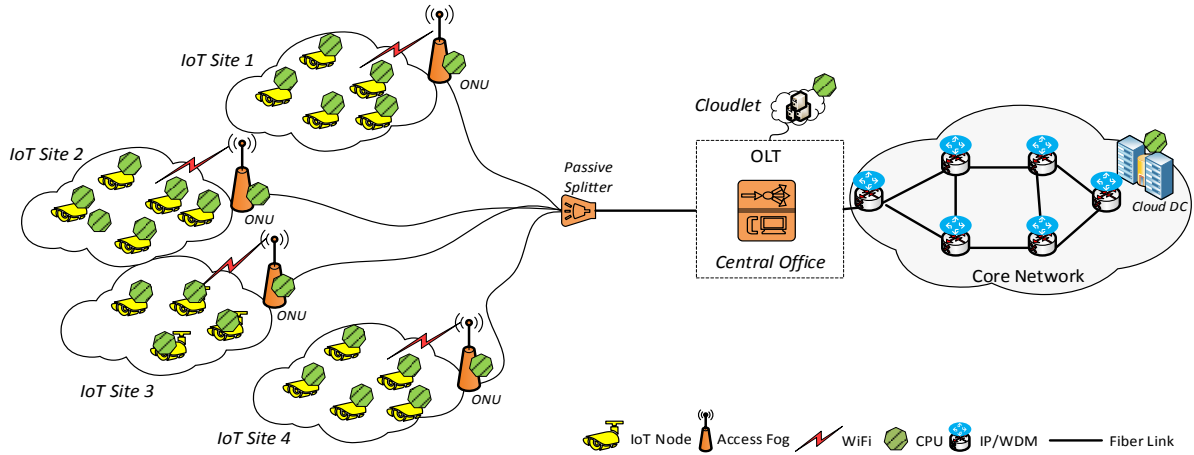 IoT Site 1
ONU
IoT Site 2
ONU
IoT Site 3
ONU
IoT Site 4
ONU
Passive
Splitter
Cloudlet
OLT
Central Office
Cloud DC
Core Network
IoT Node
Access Fog
WiFi
CPU
IP/WDM
Fiber Link